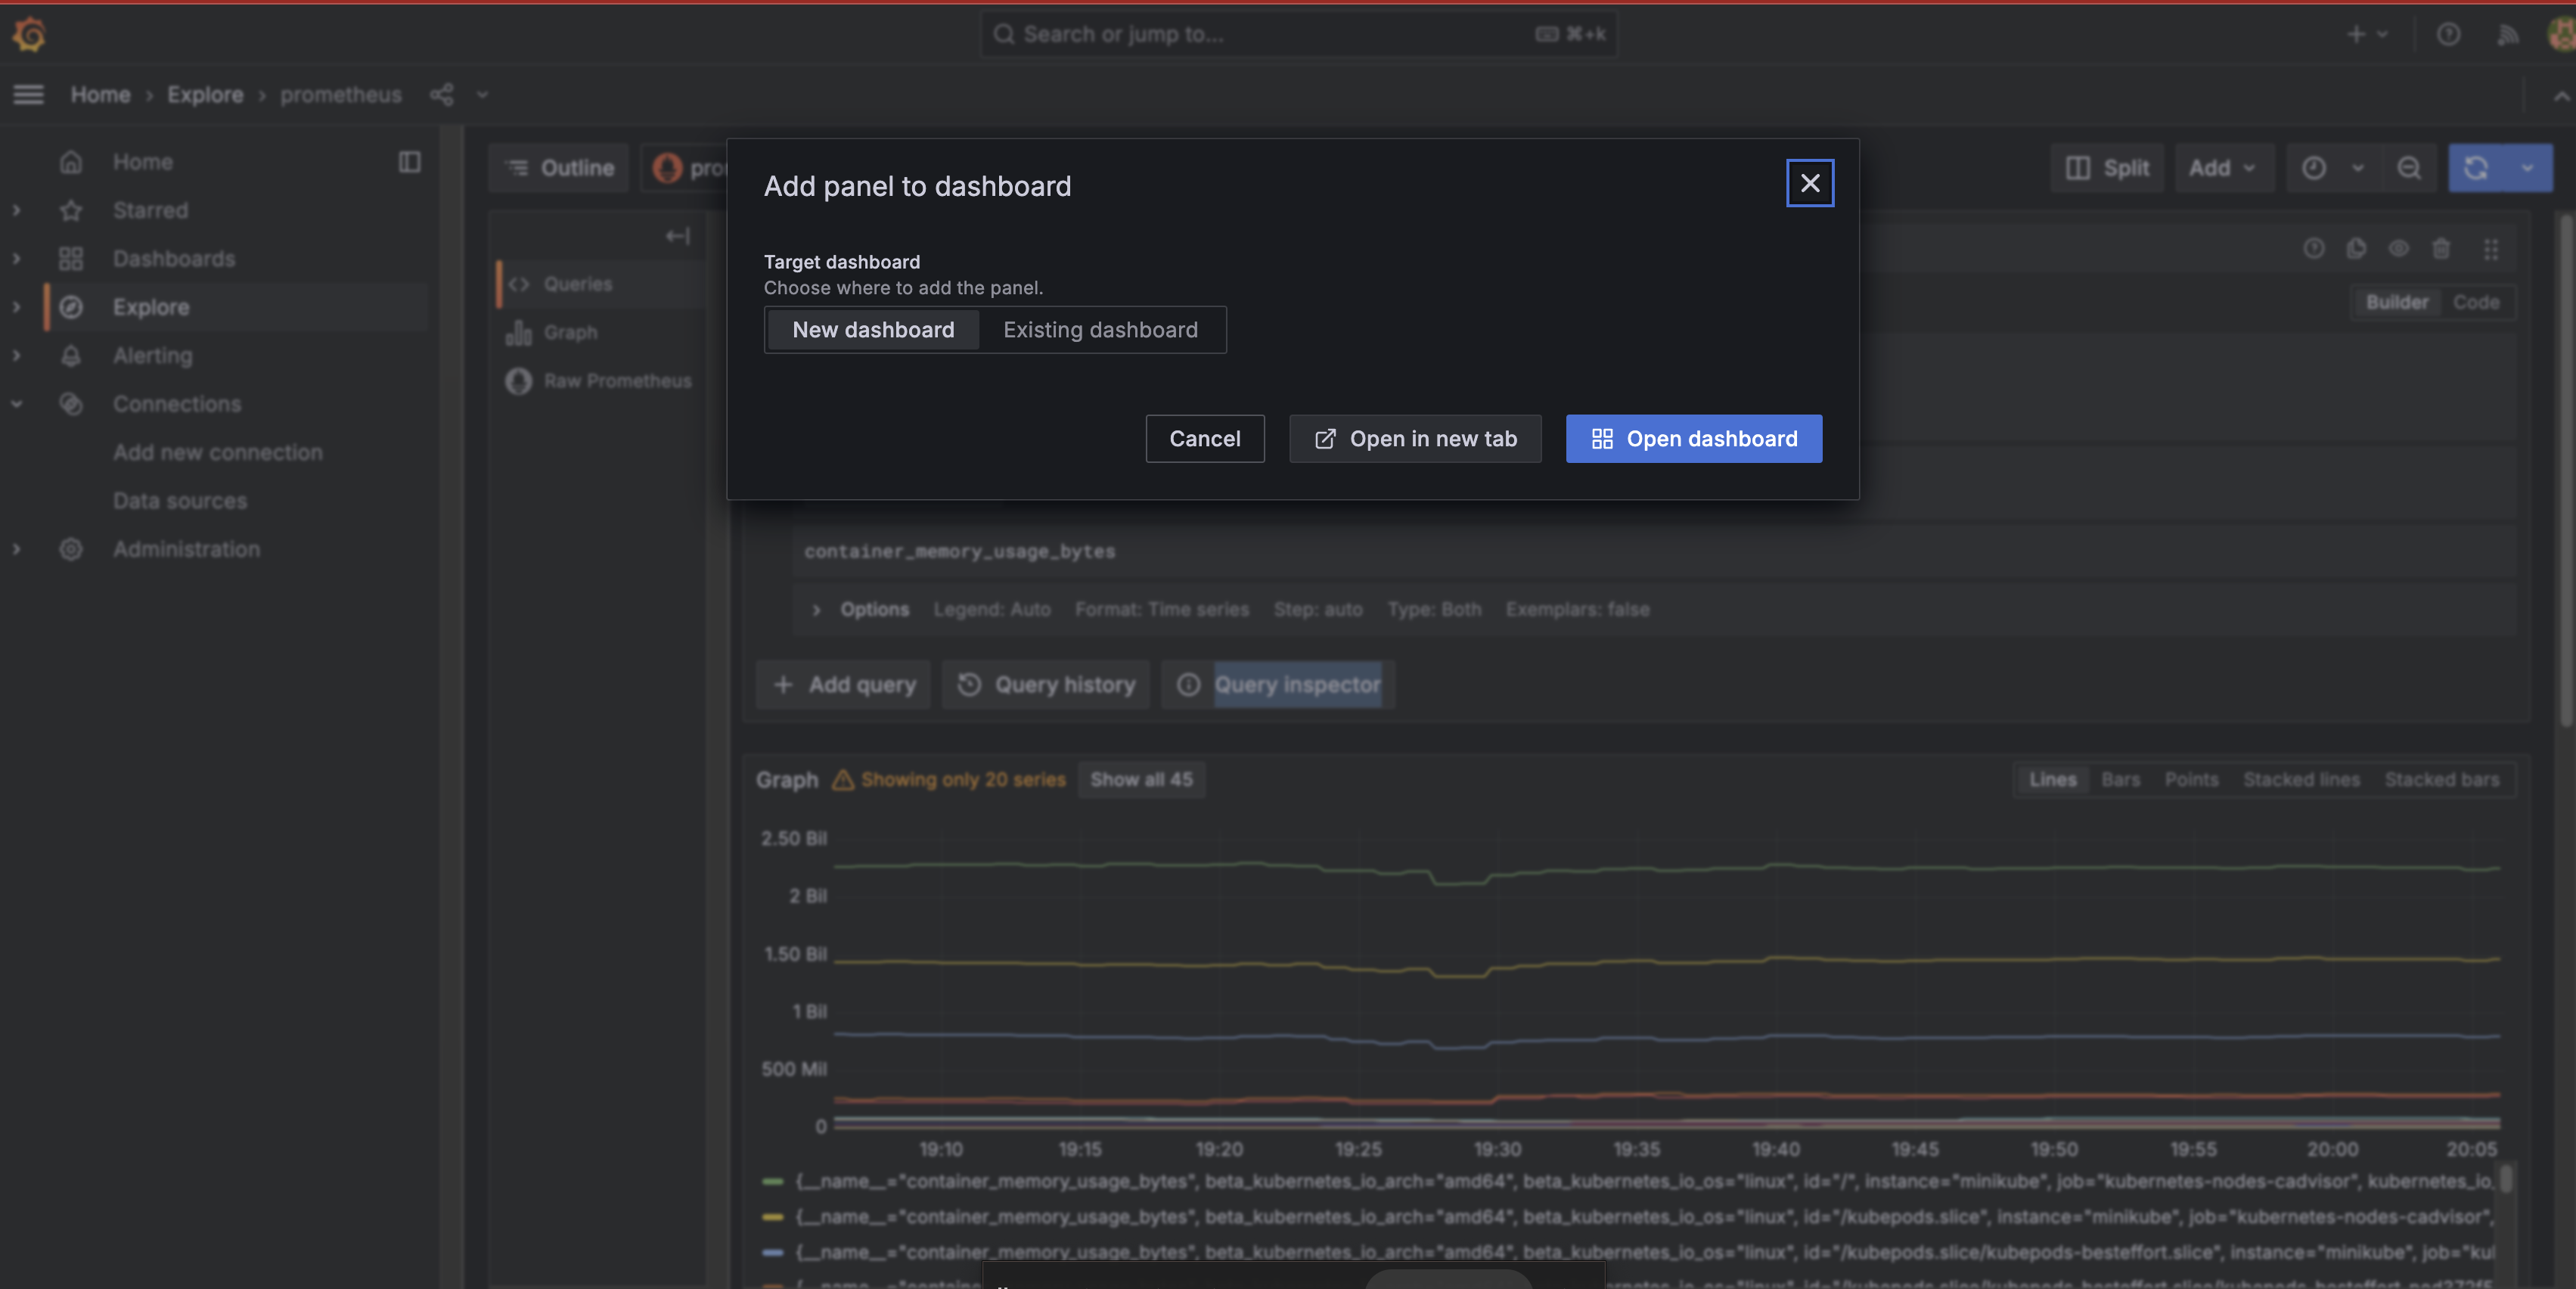 Search or jump to...
⌘+k
Home › Explore › prometheus
Home
Starred
Dashboards
Explore
Alerting
Connections
Add new connection
Data sources
Administration
Outline
Split
Add
Queries
Graph
Raw Prometheus
Add panel to dashboard
Target dashboard
Choose where to add the panel.
New dashboard Existing dashboard
Cancel Open in new tab Open dashboard
Builder Code
container_memory_usage_bytes
Options Legend: Auto Format: Time series Step: auto Type: Both Exemplars: false
+ Add query Query history Query inspector
Graph Showing only 20 series Show all 45
Lines Bars Points Stacked lines Stacked bars
2.50 Bil
2 Bil
1.50 Bil
1 Bil
500 Mil
0
19:10 19:15 19:20 19:25 19:30 19:35 19:40 19:45 19:50 19:55 20:00 20:05
{__name__="container_memory_usage_bytes", beta_kubernetes_io_arch="amd64", beta_kubernetes_io_os="linux", id="/", instance="minikube", job="kubernetes-nodes-cadvisor", kubernetes_io_
{__name__="container_memory_usage_bytes", beta_kubernetes_io_arch="amd64", beta_kubernetes_io_os="linux", id="/kubepods.slice", instance="minikube", job="kubernetes-nodes-cadvisor",
{__name__="container_memory_usage_bytes", beta_kubernetes_io_arch="amd64", beta_kubernetes_io_os="linux", id="/kubepods.slice/kubepods-besteffort.slice", instance="minikube", job="ku